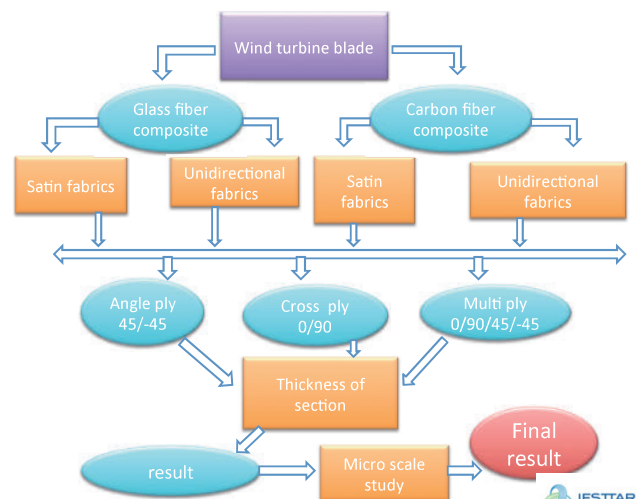 Wind turbine blade
Glass fiber
composite
Carbon fiber
composite
Satin fabrics
Unidirectional
fabrics
Satin
fabrics
Unidirectional
fabrics
Angle ply
45/-45
Cross ply
0/90
Multi ply
0/90/45/-45
Thickness of
section
result
Micro scale
study
Final
result